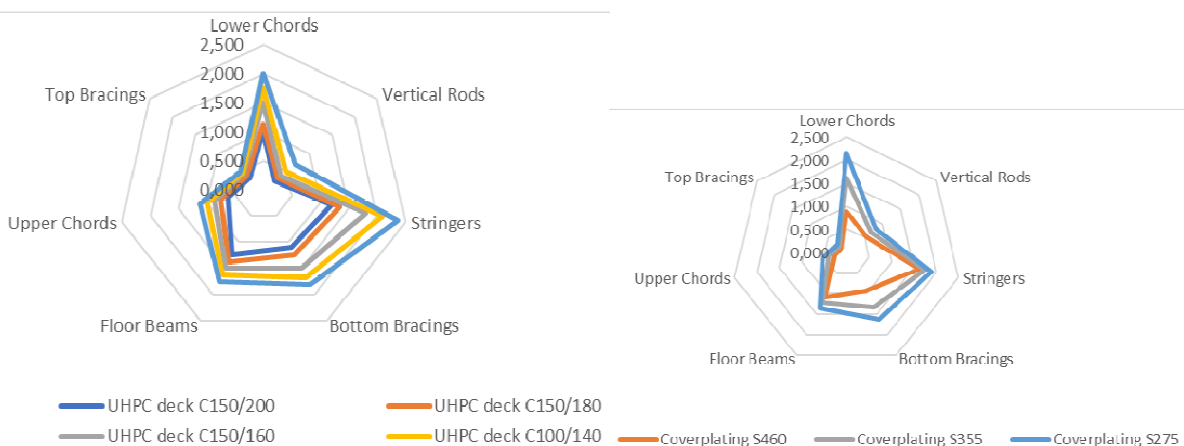 Lower Chords
2,500
2,000
1,500
1,000
0,500
0,000
Top Bracings
Vertical Rods
Upper Chords
Stringers
Floor Beams
Bottom Bracings
UHPC deck C150/200
UHPC deck C150/180
UHPC deck C150/160
UHPC deck C100/140
Lower Chords
2,500
2,000
1,500
1,000
0,500
0,000
Top Bracings
Vertical Rods
Upper Chords
Stringers
Floor Beams
Bottom Bracings
Coverplating S460
Coverplating S355
Coverplating S275